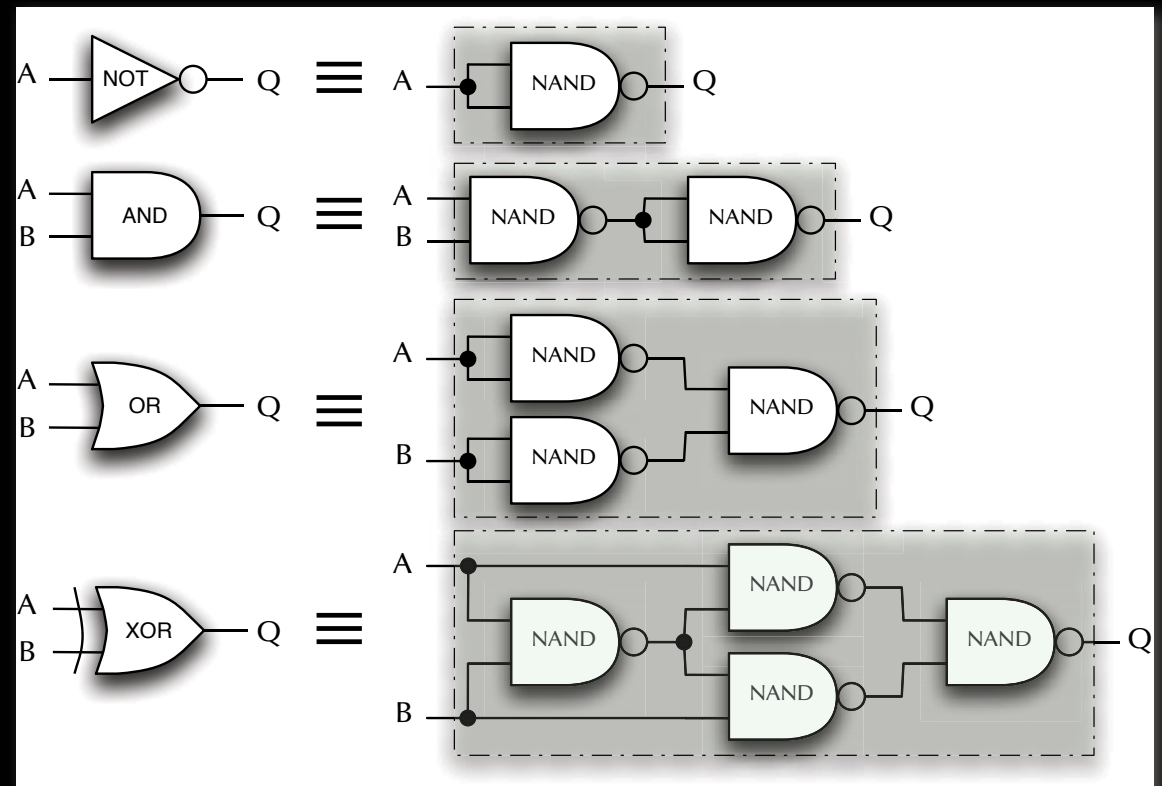 A NOT Q ≡ A NAND Q
A AND Q ≡ A NAND NAND Q
B B
A OR Q ≡ A NAND NAND Q
B B NAND
A XOR Q ≡ A NAND NAND NAND Q
B B NAND